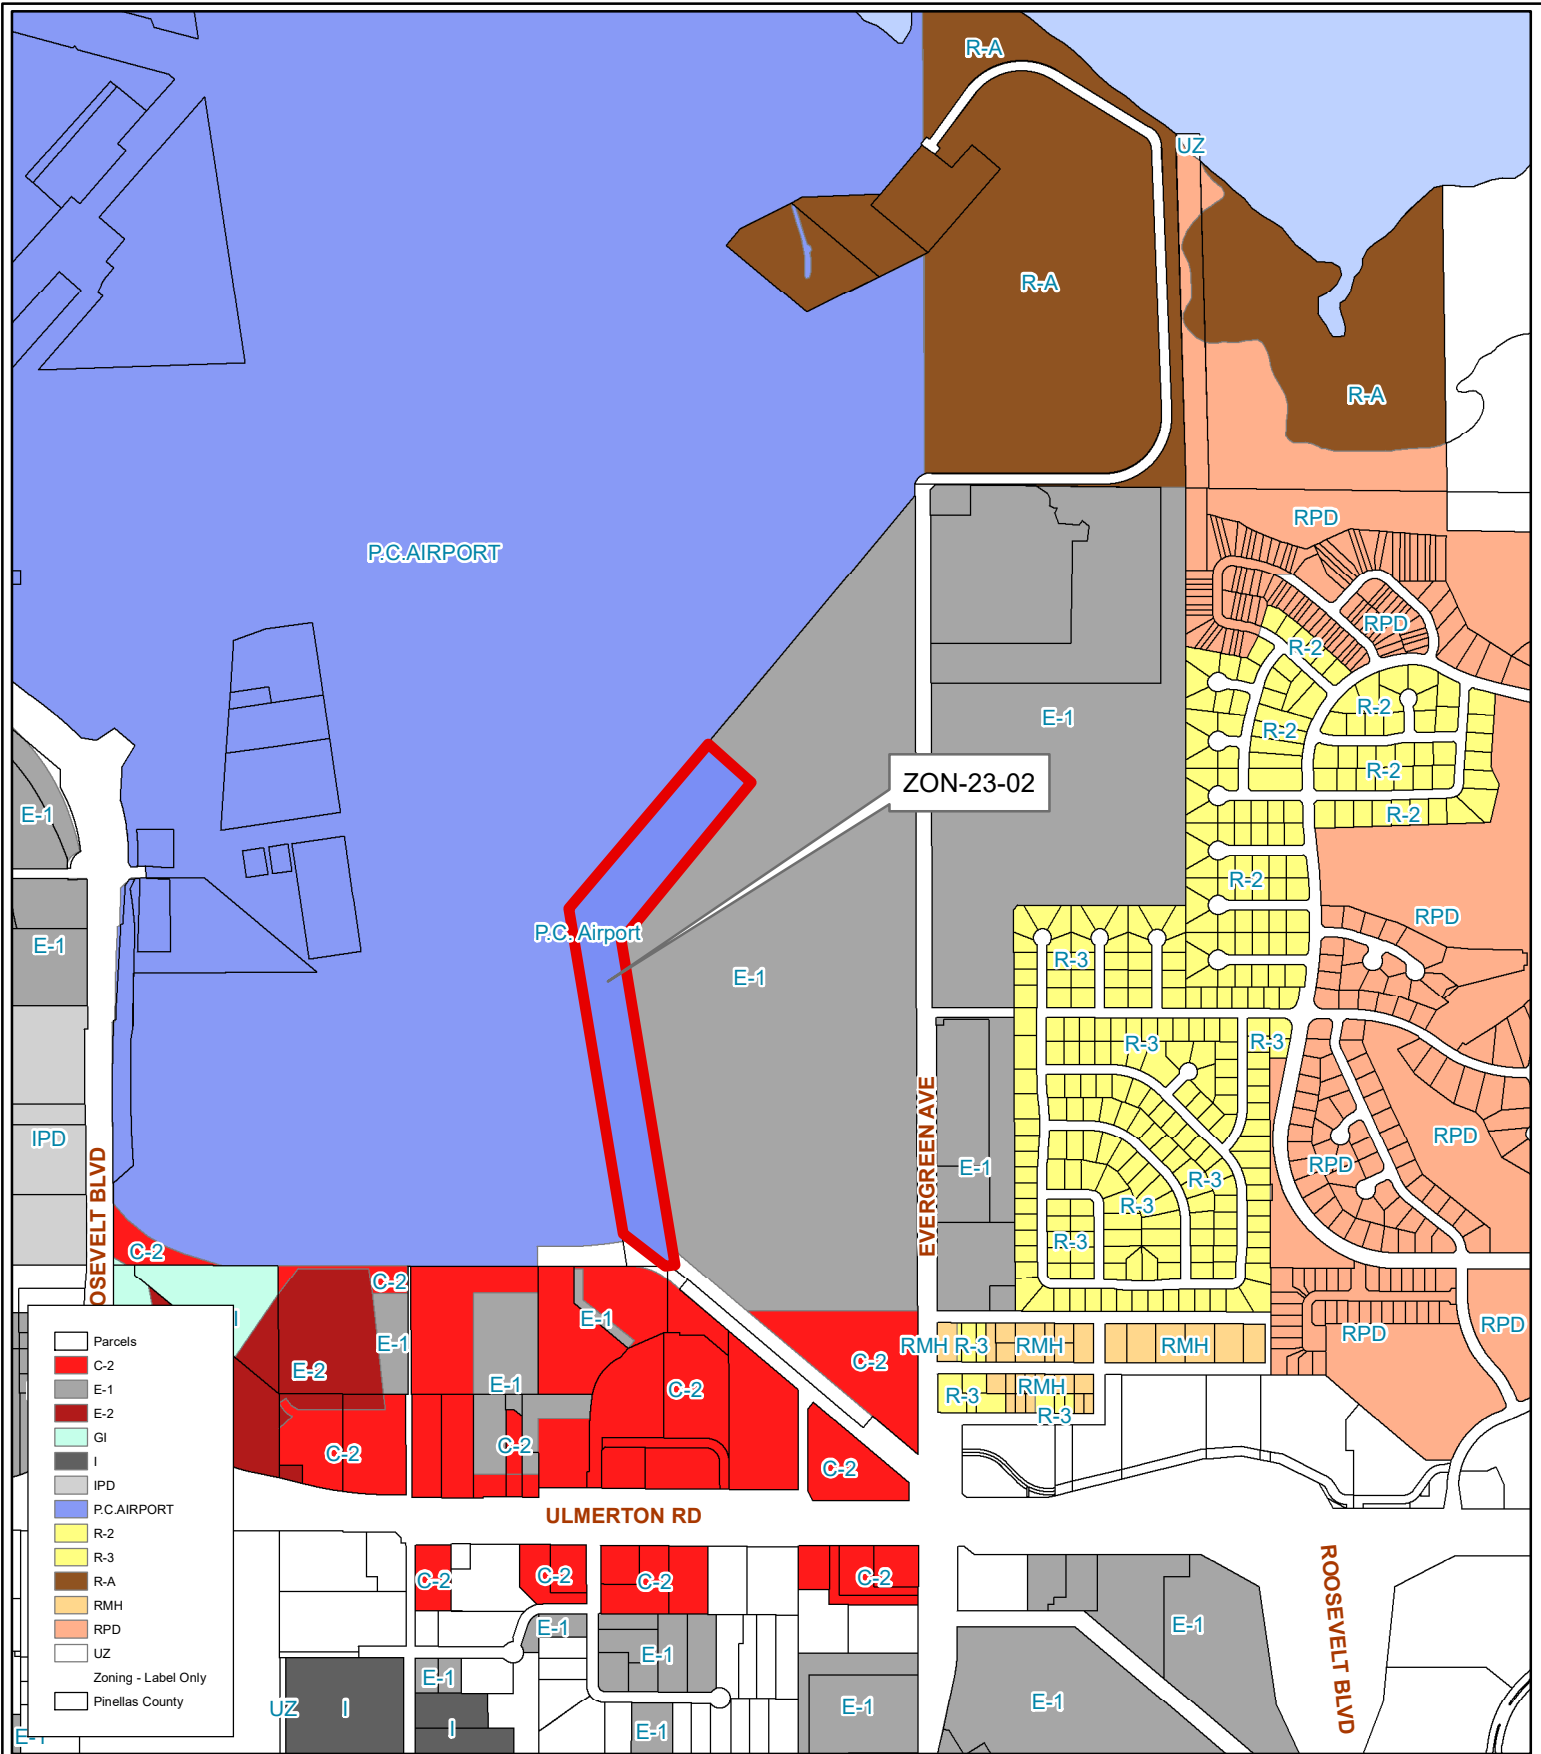 R-A
UZ
R-A
R-A
RPD
P.C.AIRPORT
RPD
R-2
R-2
E-1
R-2
R-2
ZON-23-02
E-1
R-2
R-2
RPD
P.C. Airport
E-1
R-3
E-1
R-3
R-3
IPD
RPD
EVERGREEN AVE
E-1
RPD
R-3
R-3
R-3
OSEVELT BLVD
C-2
C-2
E-1
E-1
I
RMH
R-3
RMH
RMH
RPD
RPD
E-2
C-2
E-1
C-2
RMH
R-3
R-3
C-2
C-2
C-2
ULMERTON RD
Parcels
C-2
E-1
E-2
GI
I
IPD
P.C.AIRPORT
R-2
R-3
R-A
RMH
RPD
UZ
Zoning - Label Only
Pinellas County
C-2
C-2
C-2
C-2
ROOSEVELT BLVD
E-1
E-1
E-1
E-1
UZ
I
I
E-1
E-1
E-1
E-1